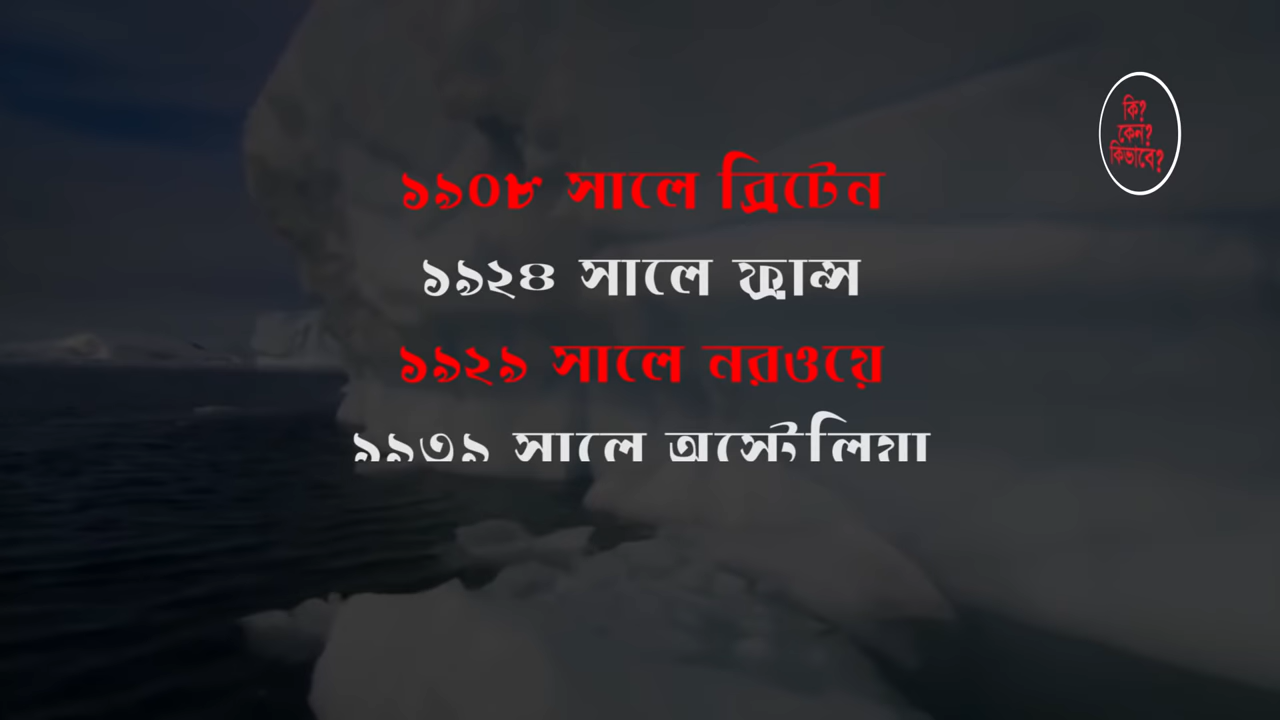 ১৯০৮ সালে ব্রিটেন
১৯২৪ সালে ফ্রান্স
১৯২৯ সালে নরওয়ে
১৯৩৯ সালে অস্ট্রেলিয়া
কি?
কেন?
কিভাবে?